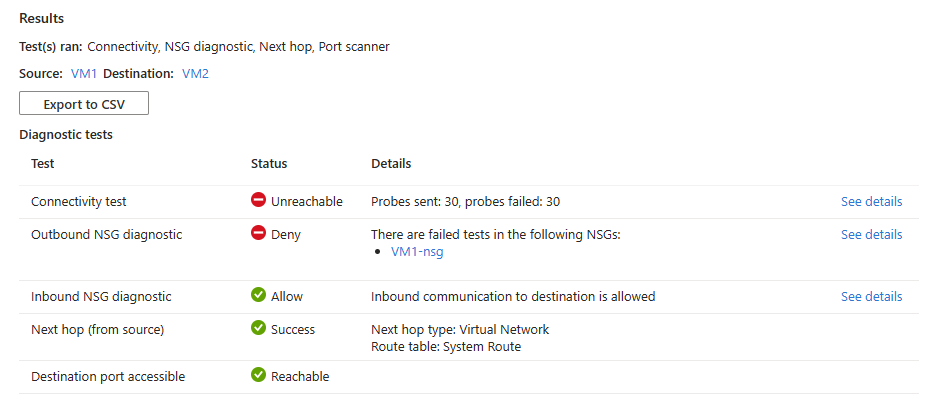 Results
Test(s) ran: Connectivity, NSG diagnostic, Next hop, Port scanner
Source: VM1 Destination: VM2
Export to CSV
Diagnostic tests
Test Status Details
Connectivity test Unreachable Probes sent: 30, probes failed: 30 See details
Outbound NSG diagnostic Deny There are failed tests in the following NSGs: See details
• VM1-nsg
Inbound NSG diagnostic Allow Inbound communication to destination is allowed See details
Next hop (from source) Success Next hop type: Virtual Network
Route table: System Route
Destination port accessible Reachable